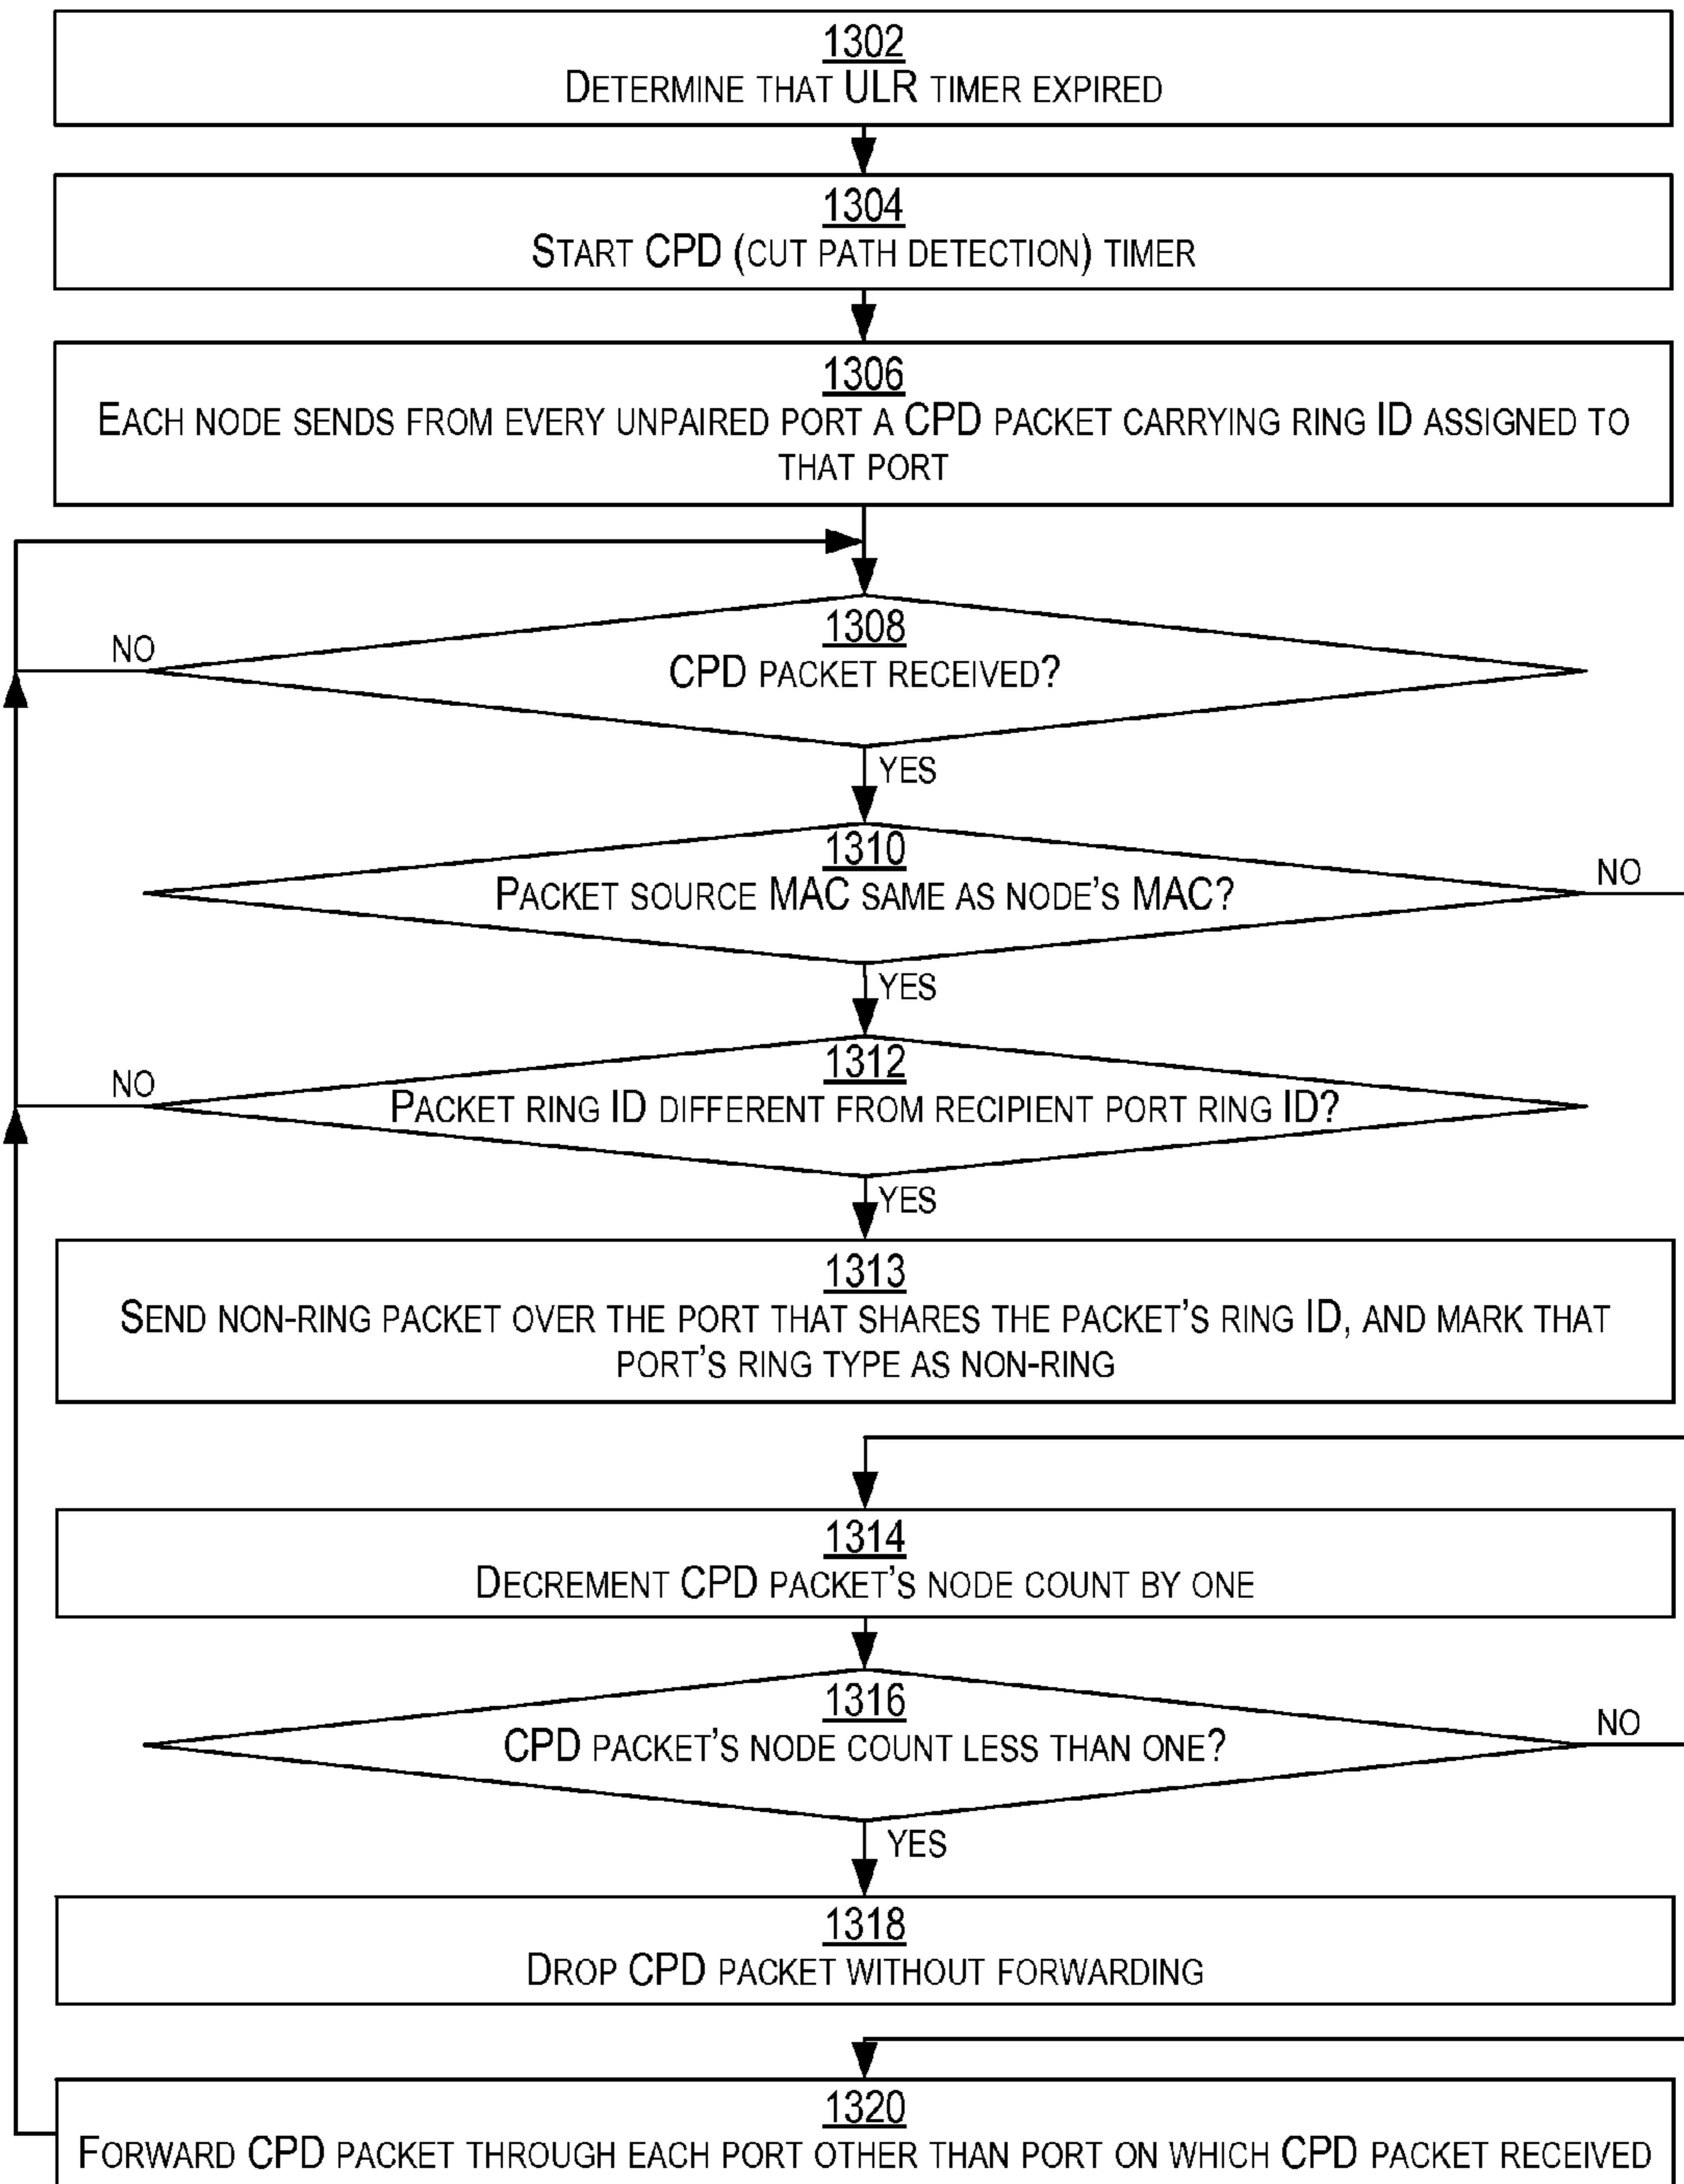 1302
DETERMINE THAT ULR TIMER EXPIRED
1304
START CPD (CUT PATH DETECTION) TIMER
1306
EACH NODE SENDS FROM EVERY UNPAIRED PORT A CPD PACKET CARRYING RING ID ASSIGNED TO
THAT PORT
1308
NO
CPD PACKET RECEIVED?
YES
1310
NO
PACKET SOURCE MAC SAME AS NODE'S MAC?
YES
1312
NO
PACKET RING ID DIFFERENT FROM RECIPIENT PORT RING ID?
YES
1313
SEND NON-RING PACKET OVER THE PORT THAT SHARES THE PACKET'S RING ID, AND MARK THAT
PORT'S RING TYPE AS NON-RING
1314
DECREMENT CPD PACKET'S NODE COUNT BY ONE
1316
NO
CPD PACKET'S NODE COUNT LESS THAN ONE?
YES
1318
DROP CPD PACKET WITHOUT FORWARDING
1320
FORWARD CPD PACKET THROUGH EACH PORT OTHER THAN PORT ON WHICH CPD PACKET RECEIVED